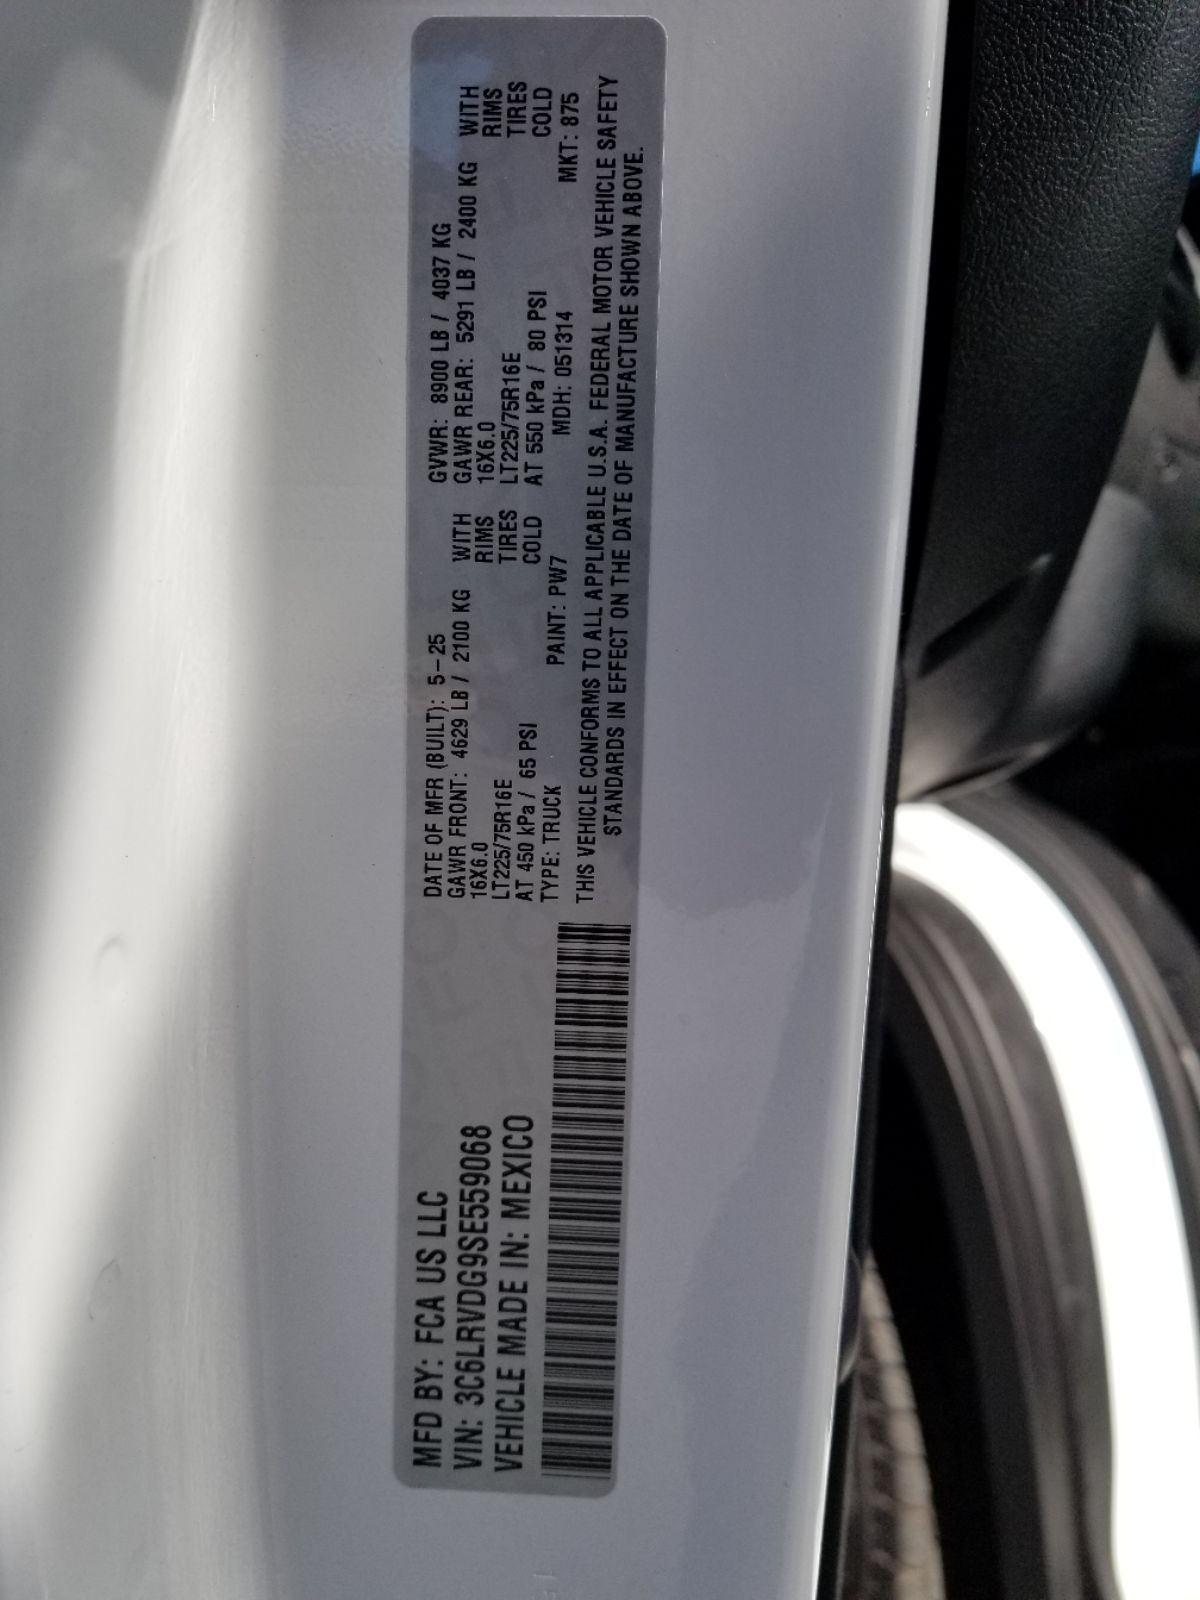 MFD BY: FCA US LLC
VIN: 3C6LRVDG9SE559068
VEHICLE MADE IN: MEXICO
DATE OF MFR (BUILT): 5-25 GVWR: 8900 LB / 4037 KG
GAWR FRONT: 4629 LB / 2100 KG WITH GAWR REAR: 5291 LB / 2400 KG WITH
16X6.0 RIMS 16X6.0 RIMS
LT225/75R16E TIRES LT225/75R16E TIRES
AT 450 kPa / 65 PSI COLD AT 550 kPa / 80 PSI COLD
TYPE: TRUCK PAINT: PW7 MDH: 051314 MKT: 875
THIS VEHICLE CONFORMS TO ALL APPLICABLE U.S.A. FEDERAL MOTOR VEHICLE SAFETY
STANDARDS IN EFFECT ON THE DATE OF MANUFACTURE SHOWN ABOVE.